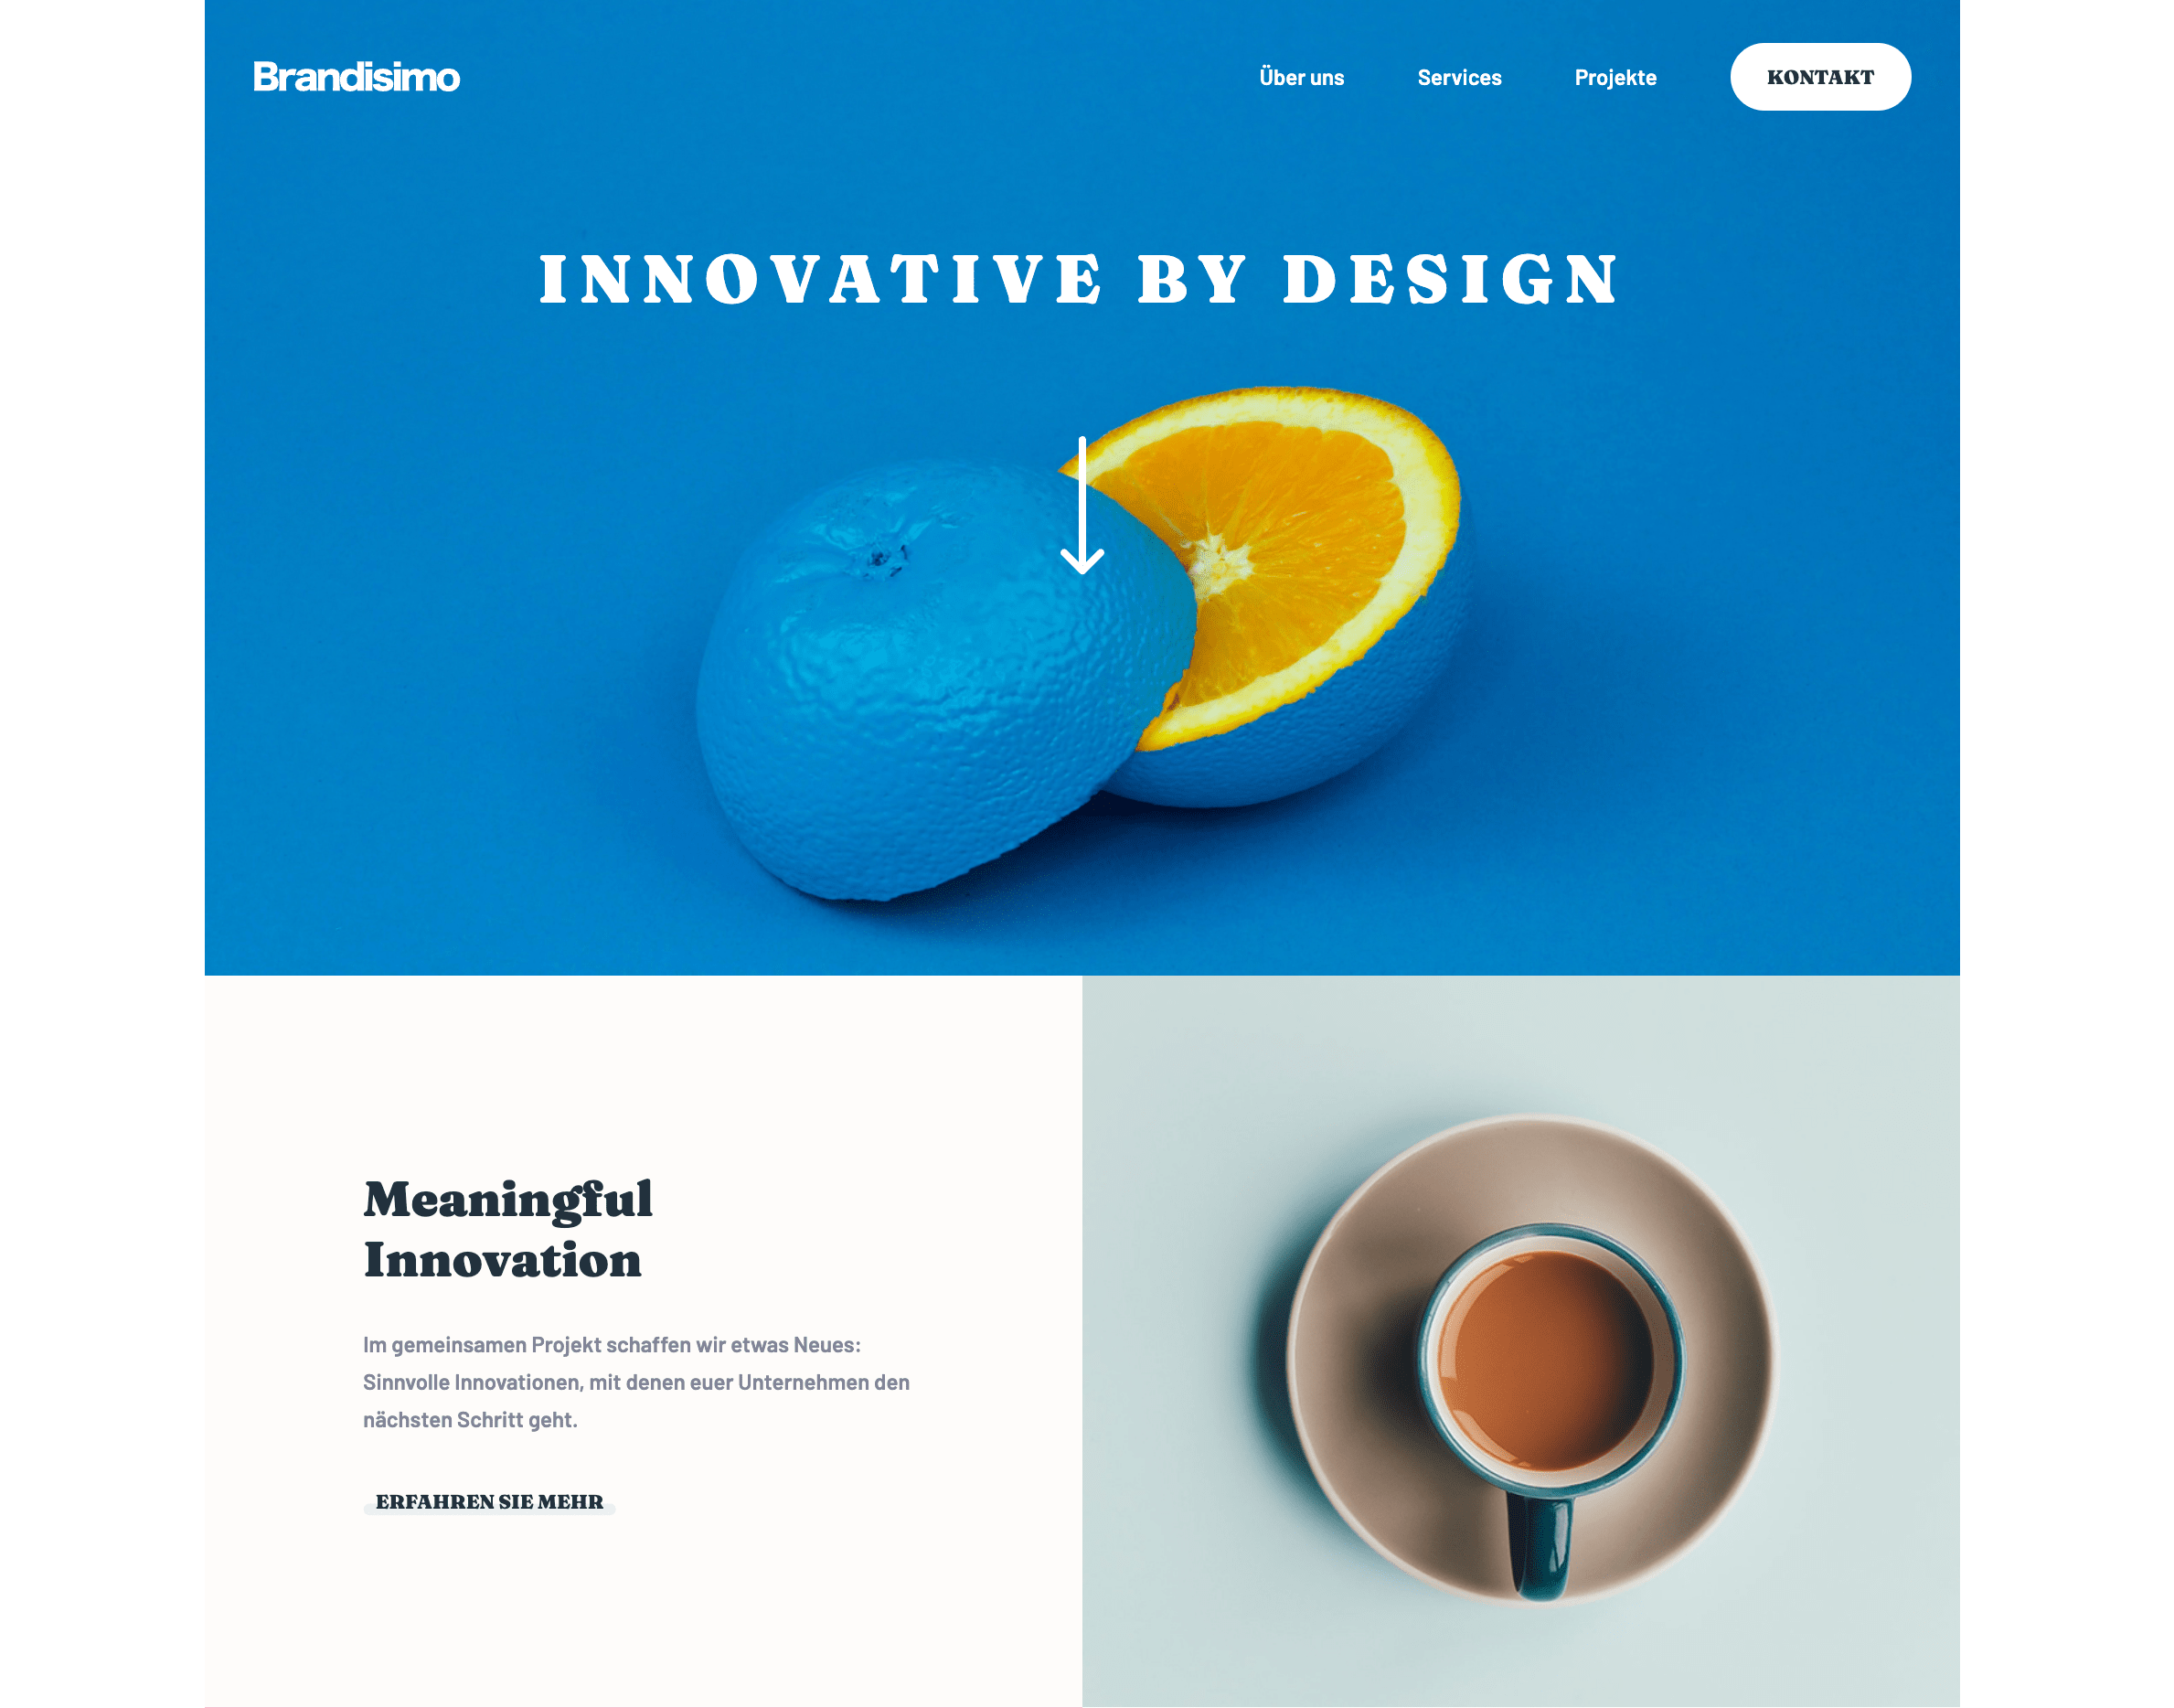 Brandisimo
Über uns
Services
Projekte
KONTAKT
INNOVATIVE BY DESIGN
Meaningful
Innovation
Im gemeinsamen Projekt schaffen wir etwas Neues:
Sinnvolle Innovationen, mit denen euer Unternehmen den
nächsten Schritt geht.
ERFAHREN SIE MEHR